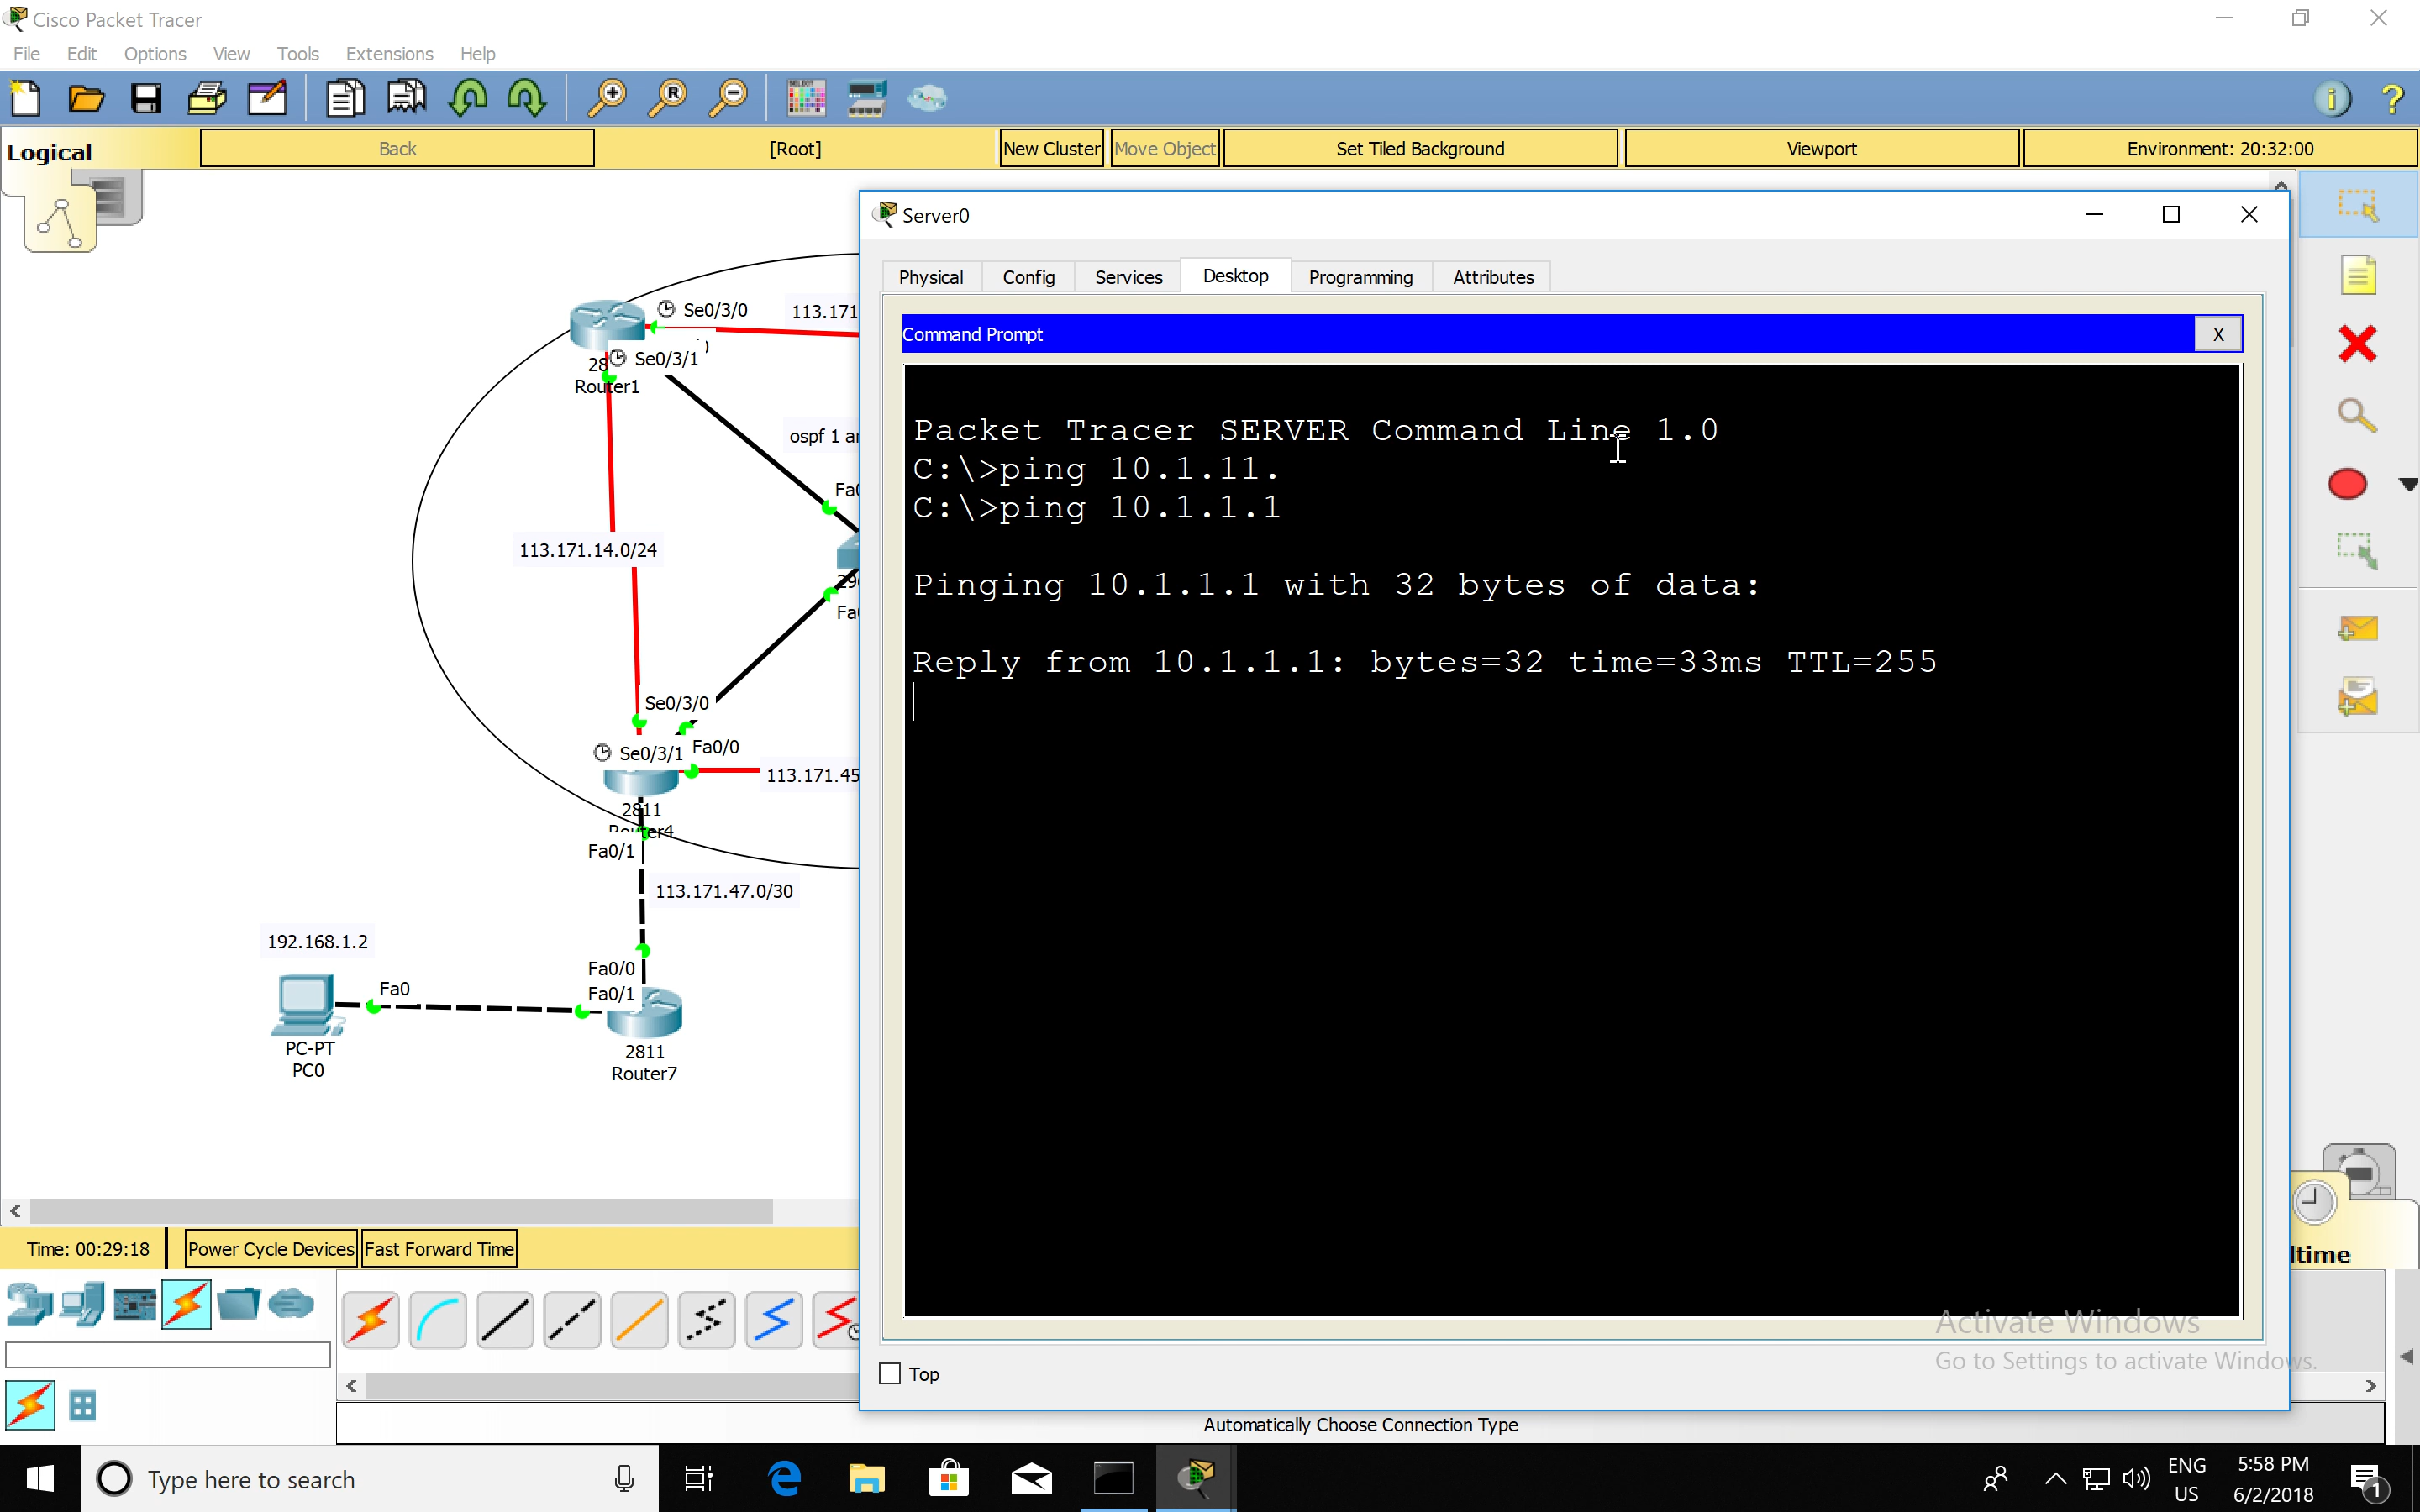 Cisco Packet Tracer
File Edit Options View Tools Extensions Help
Logical Back [Root] New Cluster Move Object Set Tiled Background Viewport Environment: 20:32:00
Server0
Physical Config Services Desktop Programming Attributes
Command Prompt X
Packet Tracer SERVER Command Line 1.0
C:\>ping 10.1.11.
C:\>ping 10.1.1.1
Pinging 10.1.1.1 with 32 bytes of data:
Reply from 10.1.1.1: bytes=32 time=33ms TTL=255
Top
Se0/3/0 113.171
28 Se0/3/1
Router1
ospf 1
113.171.14.0/24
Se0/3/0
Se0/3/1 Fa0/0
113.171.45
2811
Router4
Fa0/1
113.171.47.0/30
192.168.1.2
Fa0/0
Fa0 Fa0/1
PC-PT
PC0
2811
Router7
Time: 00:29:18 Power Cycle Devices Fast Forward Time
Activate Windows
Go to Settings to activate Windows.
Automatically Choose Connection Type
Type here to search
ENG
US
5:58 PM
6/2/2018
1